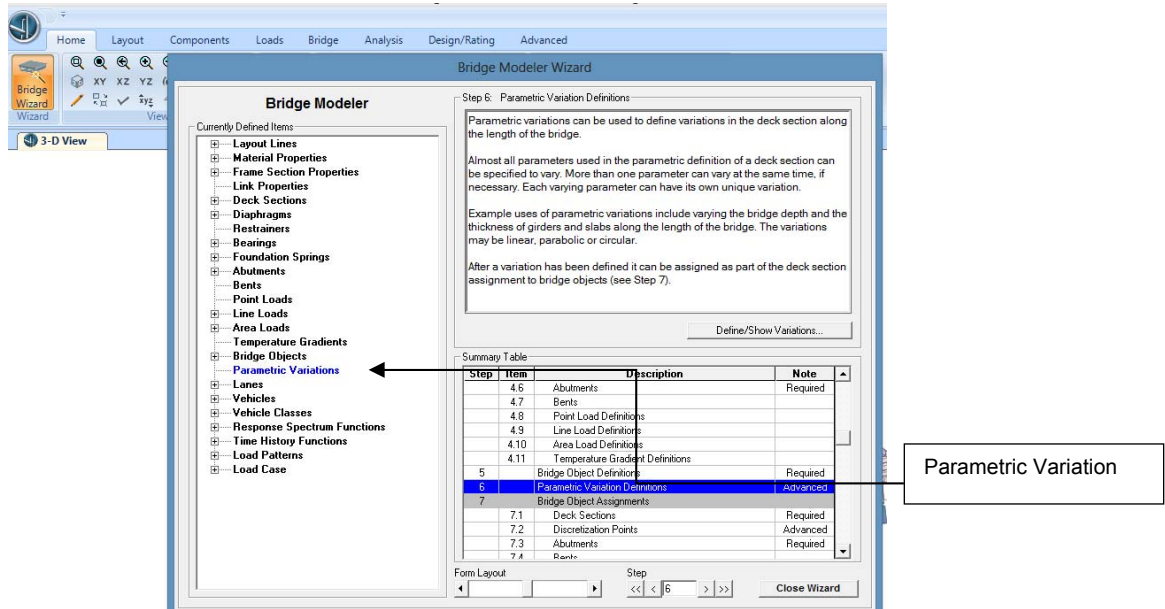 Home Layout Components Loads Bridge Analysis Design/Rating Advanced
Bridge Wizard
XY XZ YZ
xyz
Wizard
View
3-D View
Bridge Modeler Wizard
Bridge Modeler
Currently Defined Items
Layout Lines
Material Properties
Frame Section Properties
Link Properties
Deck Sections
Diaphragms
Restrainers
Bearings
Foundation Springs
Abutments
Bents
Point Loads
Line Loads
Area Loads
Temperature Gradients
Bridge Objects
Parametric Variations
Lanes
Vehicles
Vehicle Classes
Response Spectrum Functions
Time History Functions
Load Patterns
Load Case
Step 6: Parametric Variation Definitions
Parametric variations can be used to define variations in the deck section along
the length of the bridge.
Almost all parameters used in the parametric definition of a deck section can
be specified to vary. More than one parameter can vary at the same time, if
necessary. Each varying parameter can have its own unique variation.
Example uses of parametric variations include varying the bridge depth and the
thickness of girders and slabs along the length of the bridge. The variations
may be linear, parabolic or circular.
After a variation has been defined it can be assigned as part of the deck section
assignment to bridge objects (see Step 7).
Define/Show Variations...
Summary Table
Step Item Description Note
4.6 Abutments Required
4.7 Bents
4.8 Point Load Definitions
4.9 Line Load Definitions
4.10 Area Load Definitions
4.11 Temperature Gradient Definitions
5 Bridge Object Definitions Required
6 Parametric Variation Definitions Advanced
7 Bridge Object Assignments
7.1 Deck Sections Required
7.2 Discretization Points Advanced
7.3 Abutments Required
7.4 Bents
Form Layout
Step
<< < 6 > >>
Close Wizard
Parametric Variation